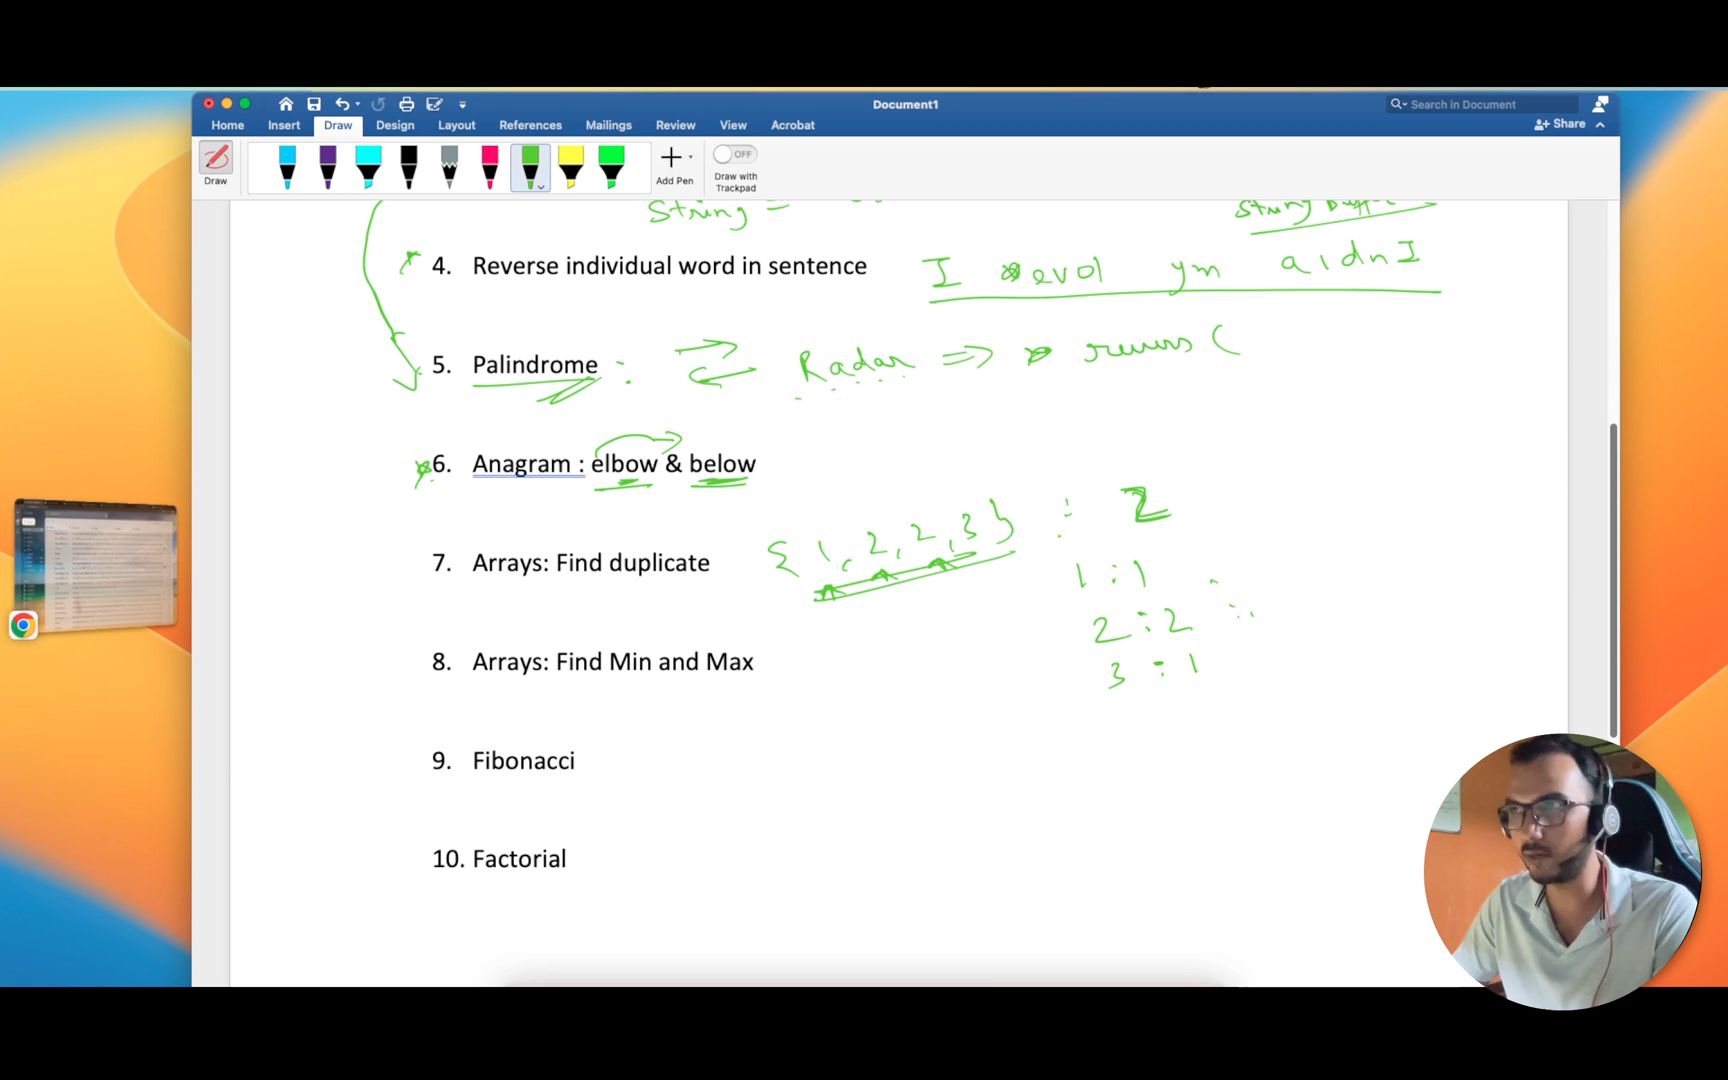 Document1
Search in Document
Home Insert Draw Design Layout References Mailings Review View Acrobat
Share
Draw
Add Pen
OFF
Draw with
Trackpad
String =
4. Reverse individual word in sentence I evol ym aidnI
5. Palindrome : Radar => revers (
6. Anagram : elbow & below
{1, 2, 2, 3} : 2
7. Arrays: Find duplicate
1 : 1
2 : 2
8. Arrays: Find Min and Max
3 : 1
9. Fibonacci
10. Factorial